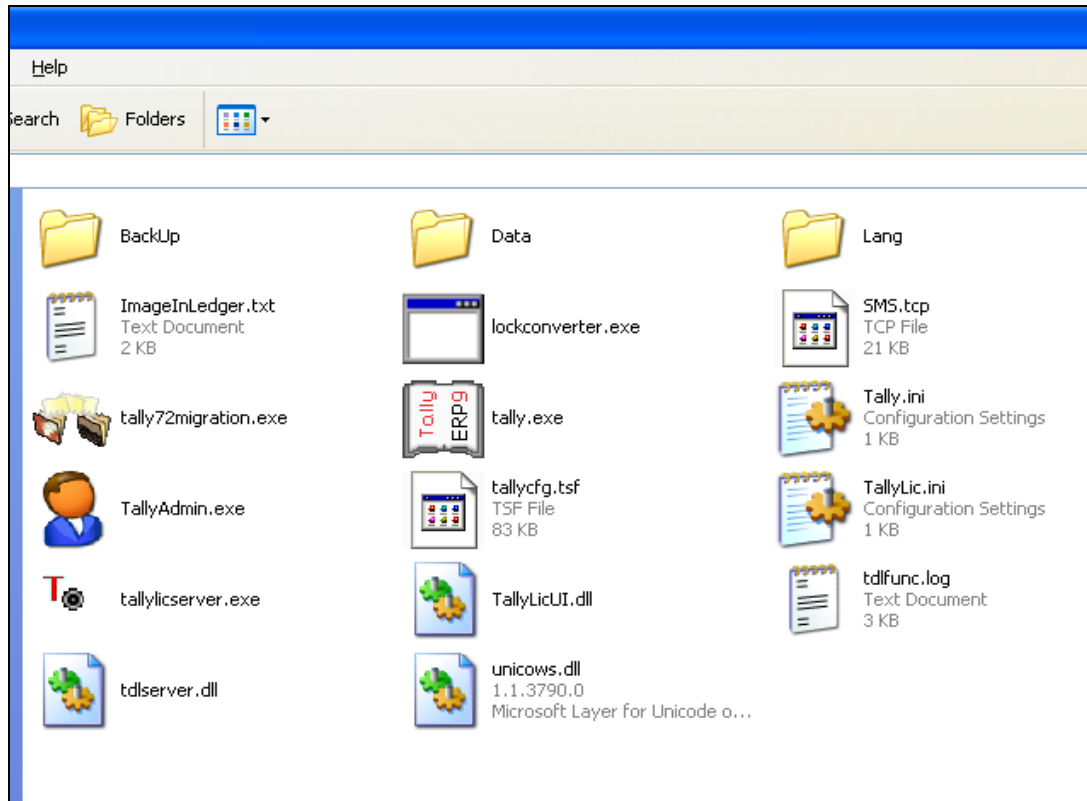 Help
Search
Folders
BackUp
Data
Lang
ImageInLedger.txt
Text Document
2 KB
lockconverter.exe
SMS.tcp
TCP File
21 KB
tally72migration.exe
Tally
ERP9
tally.exe
Tally.ini
Configuration Settings
1 KB
TallyAdmin.exe
tallycfg.tsf
TSF File
83 KB
TallyLic.ini
Configuration Settings
1 KB
T
tallylicserver.exe
TallyLicUI.dll
tdlfunc.log
Text Document
3 KB
tdlserver.dll
unicows.dll
1.1.3790.0
Microsoft Layer for Unicode o...